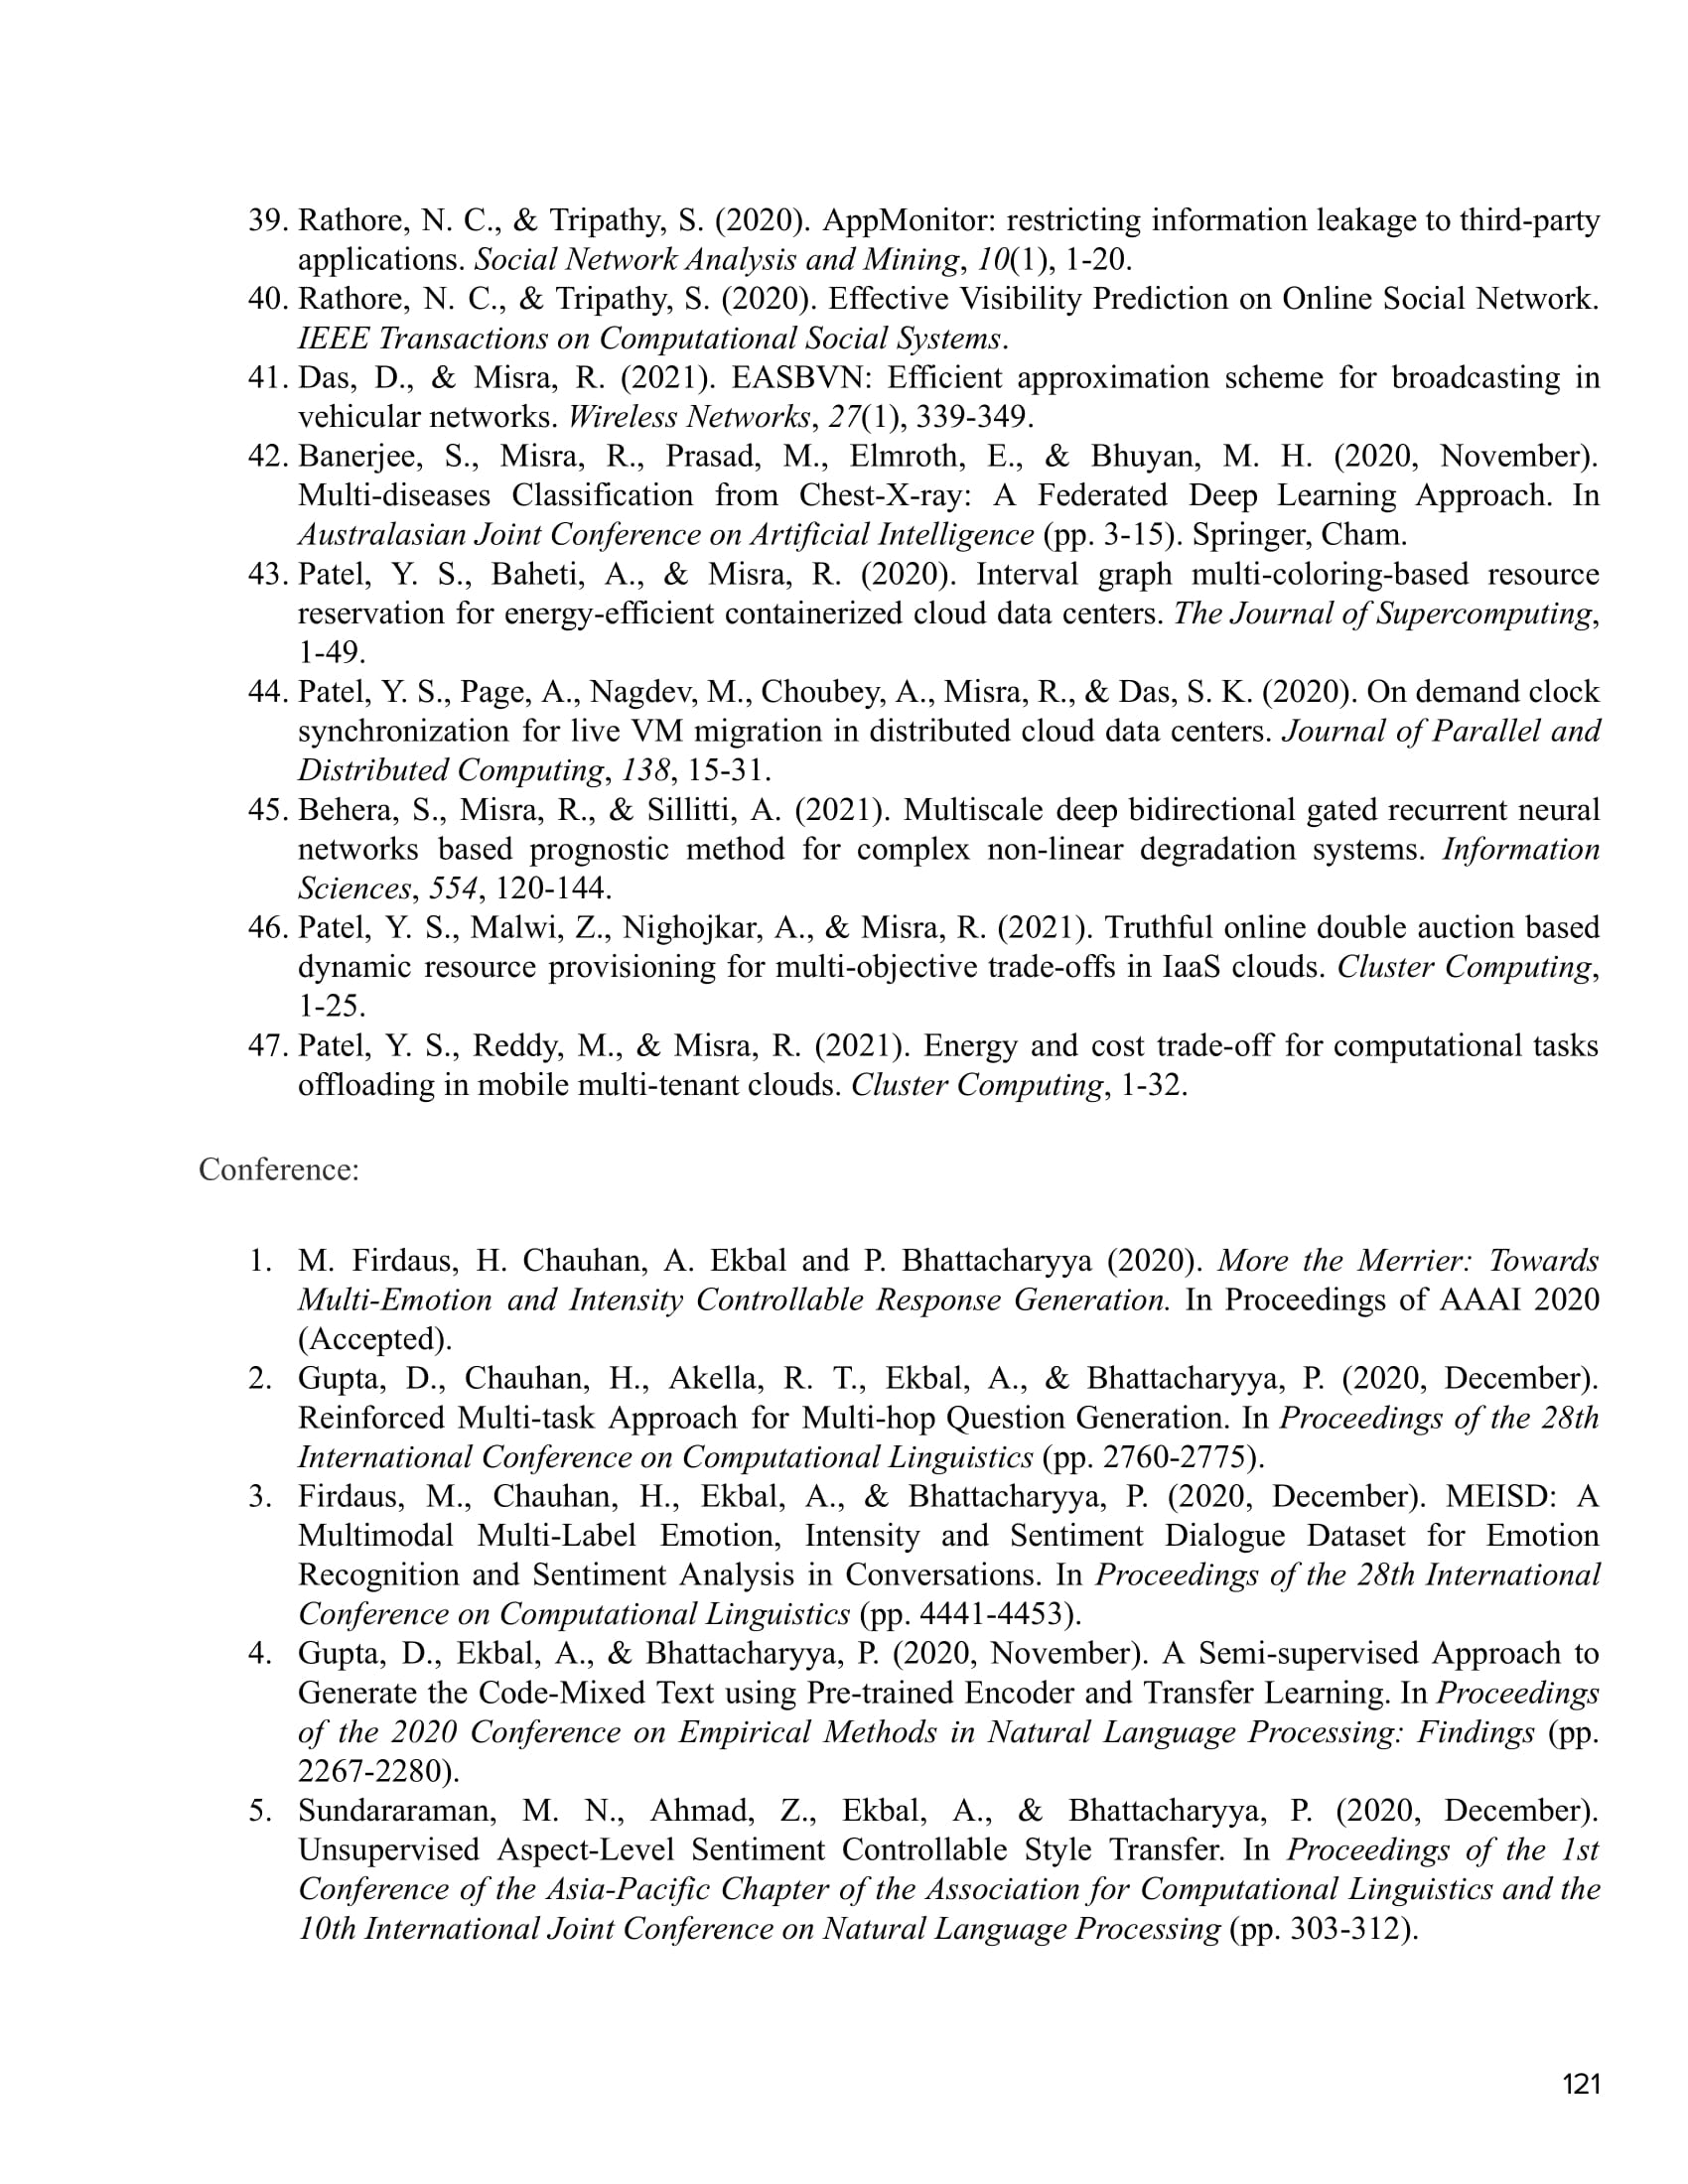 39. Rathore, N. C., & Tripathy, S. (2020). AppMonitor: restricting information leakage to third-party
applications. Social Network Analysis and Mining, 10(1), 1-20.
40. Rathore, N. C., & Tripathy, S. (2020). Effective Visibility Prediction on Online Social Network.
IEEE Transactions on Computational Social Systems.
41. Das, D., & Misra, R. (2021). EASBVN: Efficient approximation scheme for broadcasting in
vehicular networks. Wireless Networks, 27(1), 339-349.
42. Banerjee, S., Misra, R., Prasad, M., Elmroth, E., & Bhuyan, M. H. (2020, November).
Multi-diseases Classification from Chest-X-ray: A Federated Deep Learning Approach. In
Australasian Joint Conference on Artificial Intelligence (pp. 3-15). Springer, Cham.
43. Patel, Y. S., Baheti, A., & Misra, R. (2020). Interval graph multi-coloring-based resource
reservation for energy-efficient containerized cloud data centers. The Journal of Supercomputing,
1-49.
44. Patel, Y. S., Page, A., Nagdev, M., Choubey, A., Misra, R., & Das, S. K. (2020). On demand clock
synchronization for live VM migration in distributed cloud data centers. Journal of Parallel and
Distributed Computing, 138, 15-31.
45. Behera, S., Misra, R., & Sillitti, A. (2021). Multiscale deep bidirectional gated recurrent neural
networks based prognostic method for complex non-linear degradation systems. Information
Sciences, 554, 120-144.
46. Patel, Y. S., Malwi, Z., Nighojkar, A., & Misra, R. (2021). Truthful online double auction based
dynamic resource provisioning for multi-objective trade-offs in IaaS clouds. Cluster Computing,
1-25.
47. Patel, Y. S., Reddy, M., & Misra, R. (2021). Energy and cost trade-off for computational tasks
offloading in mobile multi-tenant clouds. Cluster Computing, 1-32.
Conference:
1. M. Firdaus, H. Chauhan, A. Ekbal and P. Bhattacharyya (2020). More the Merrier: Towards
Multi-Emotion and Intensity Controllable Response Generation. In Proceedings of AAAI 2020
(Accepted).
2. Gupta, D., Chauhan, H., Akella, R. T., Ekbal, A., & Bhattacharyya, P. (2020, December).
Reinforced Multi-task Approach for Multi-hop Question Generation. In Proceedings of the 28th
International Conference on Computational Linguistics (pp. 2760-2775).
3. Firdaus, M., Chauhan, H., Ekbal, A., & Bhattacharyya, P. (2020, December). MEISD: A
Multimodal Multi-Label Emotion, Intensity and Sentiment Dialogue Dataset for Emotion
Recognition and Sentiment Analysis in Conversations. In Proceedings of the 28th International
Conference on Computational Linguistics (pp. 4441-4453).
4. Gupta, D., Ekbal, A., & Bhattacharyya, P. (2020, November). A Semi-supervised Approach to
Generate the Code-Mixed Text using Pre-trained Encoder and Transfer Learning. In Proceedings
of the 2020 Conference on Empirical Methods in Natural Language Processing: Findings (pp.
2267-2280).
5. Sundararaman, M. N., Ahmad, Z., Ekbal, A., & Bhattacharyya, P. (2020, December).
Unsupervised Aspect-Level Sentiment Controllable Style Transfer. In Proceedings of the 1st
Conference of the Asia-Pacific Chapter of the Association for Computational Linguistics and the
10th International Joint Conference on Natural Language Processing (pp. 303-312).
121